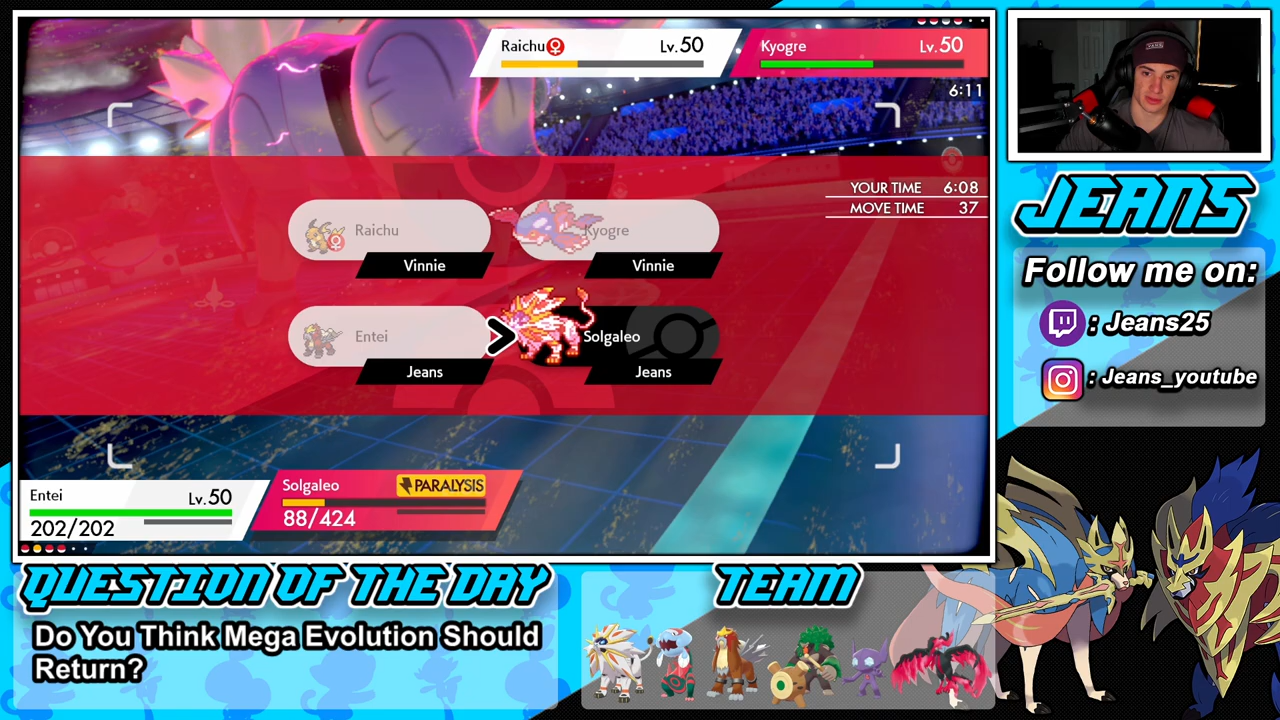 Raichu Lv.50
Kyogre Lv.50
6:11
VANS
YOUR TIME 6:08
MOVE TIME 37
Raichu
Vinnie
Kyogre
Vinnie
Entei
Jeans
Solgaleo
Jeans
Entei Lv.50
202/202
Solgaleo PARALYSIS
88/424
JEANS
Follow me on:
: Jeans25
: Jeans_youtube
QUESTION OF THE DAY
Do You Think Mega Evolution Should
Return?
TEAM